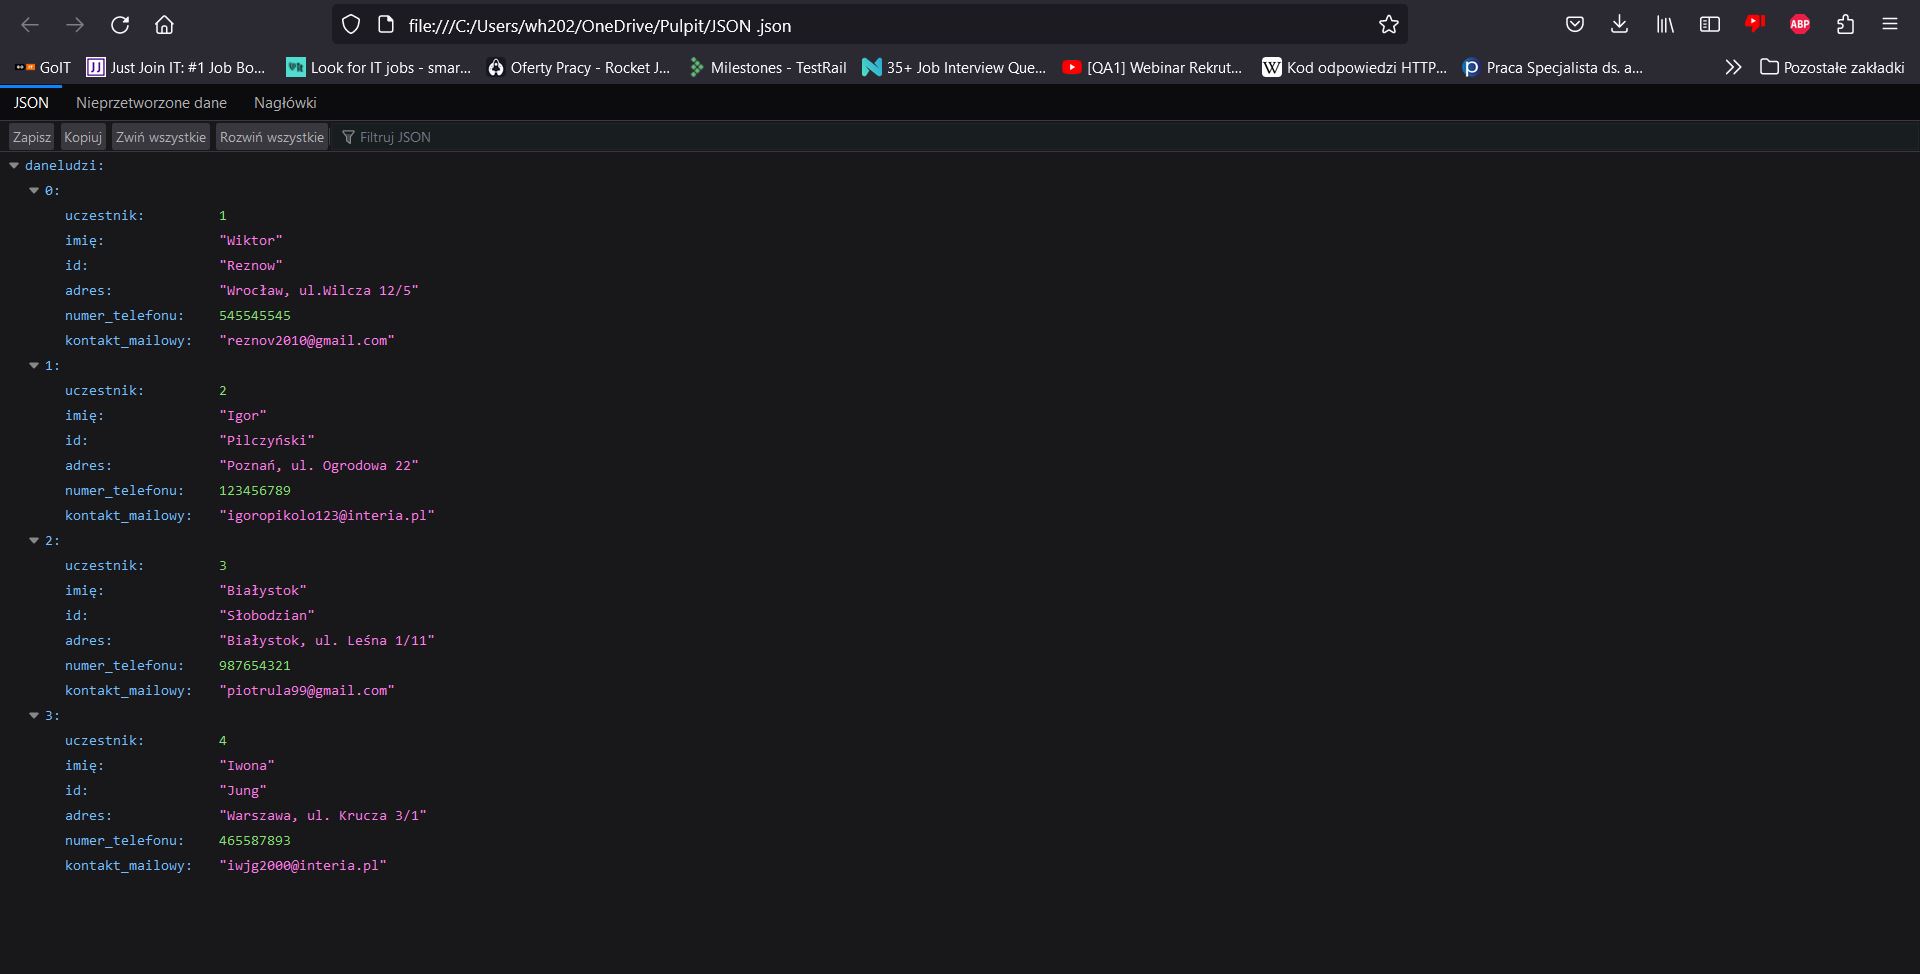 file:///C:/Users/wh202/OneDrive/Pulpit/JSON .json
ABP
GoIT JJ Just Join IT: #1 Job Bo... Look for IT jobs - smar... Oferty Pracy - Rocket J... Milestones - TestRail 35+ Job Interview Que... [QA1] Webinar Rekrut... W Kod odpowiedzi HTTP... p Praca Specjalista ds. a... Pozostałe zakładki
JSON Nieprzetworzone dane Nagłówki
Zapisz Kopiuj Zwiń wszystkie Rozwiń wszystkie Filtruj JSON
daneludzi:
0:
uczestnik: 1
imię: "Wiktor"
id: "Reznow"
adres: "Wrocław, ul.Wilcza 12/5"
numer_telefonu: 545545545
kontakt_mailowy: "reznov2010@gmail.com"
1:
uczestnik: 2
imię: "Igor"
id: "Pilczyński"
adres: "Poznań, ul. Ogrodowa 22"
numer_telefonu: 123456789
kontakt_mailowy: "igoropikolo123@interia.pl"
2:
uczestnik: 3
imię: "Białystok"
id: "Słobodzian"
adres: "Białystok, ul. Leśna 1/11"
numer_telefonu: 987654321
kontakt_mailowy: "piotrula99@gmail.com"
3:
uczestnik: 4
imię: "Iwona"
id: "Jung"
adres: "Warszawa, ul. Krucza 3/1"
numer_telefonu: 465587893
kontakt_mailowy: "iwjg2000@interia.pl"